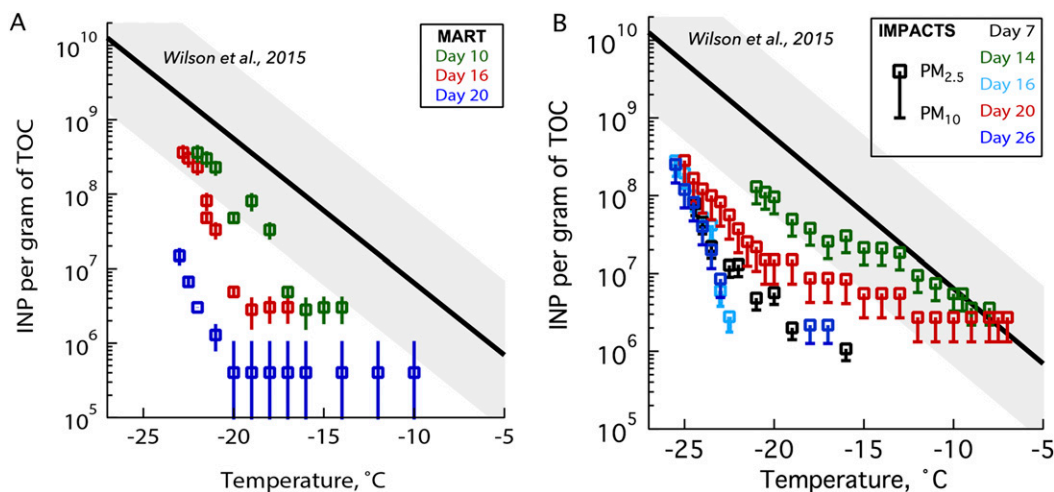 A
Wilson et al., 2015
MART
Day 10
Day 16
Day 20
INP per gram of TOC
10^10
10^9
10^8
10^7
10^6
10^5
-25
-20
-15
-10
-5
Temperature, ˚C
B
Wilson et al., 2015
IMPACTS
Day 7
Day 14
Day 16
Day 20
Day 26
PM2.5
PM10
INP per gram of TOC
10^10
10^9
10^8
10^7
10^6
10^5
-25
-20
-15
-10
-5
Temperature, ˚C